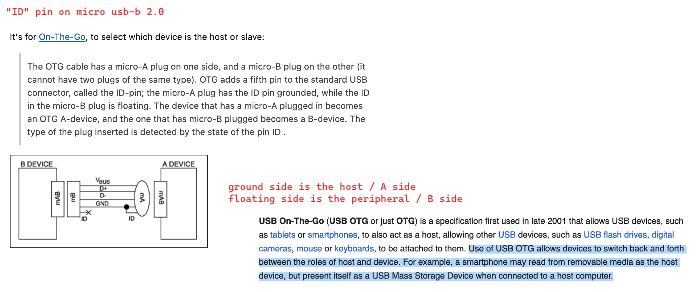 "ID" pin on micro usb-b 2.0
It's for On-The-Go, to select which device is the host or slave:
The OTG cable has a micro-A plug on one side, and a micro-B plug on the other (it
cannot have two plugs of the same type). OTG adds a fifth pin to the standard USB
connector, called the ID-pin; the micro-A plug has the ID pin grounded, while the ID
in the micro-B plug is floating. The device that has a micro-A plugged in becomes
an OTG A-device, and the one that has micro-B plugged becomes a B-device. The
type of the plug inserted is detected by the state of the pin ID .
B DEVICE
A DEVICE
VBUS
D+
D-
GND
mAB
mB
mA
mAB
ID
ID
ground side is the host / A side
floating side is the peripheral / B side
USB On-The-Go (USB OTG or just OTG) is a specification first used in late 2001 that allows USB devices, such
as tablets or smartphones, to also act as a host, allowing other USB devices, such as USB flash drives, digital
cameras, mouse or keyboards, to be attached to them. Use of USB OTG allows devices to switch back and forth
between the roles of host and device. For example, a smartphone may read from removable media as the host
device, but present itself as a USB Mass Storage Device when connected to a host computer.